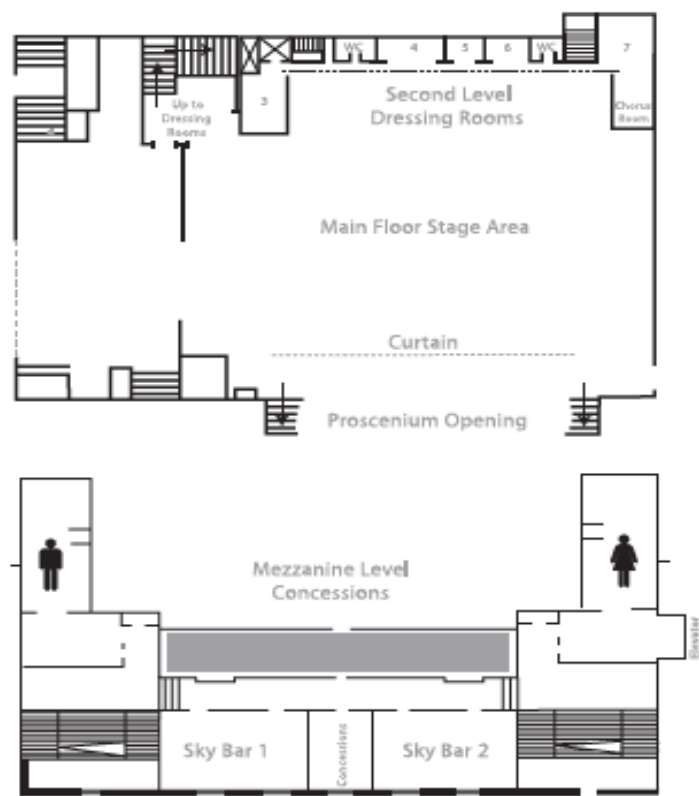 WC 4 5 6 WC 7
3
Up to
Dressing
Rooms
Second Level
Dressing Rooms
Chorus
Room
Main Floor Stage Area
Curtain
Proscenium Opening
Mezzanine Level
Concessions
Elevator
Sky Bar 1
Concessions
Sky Bar 2